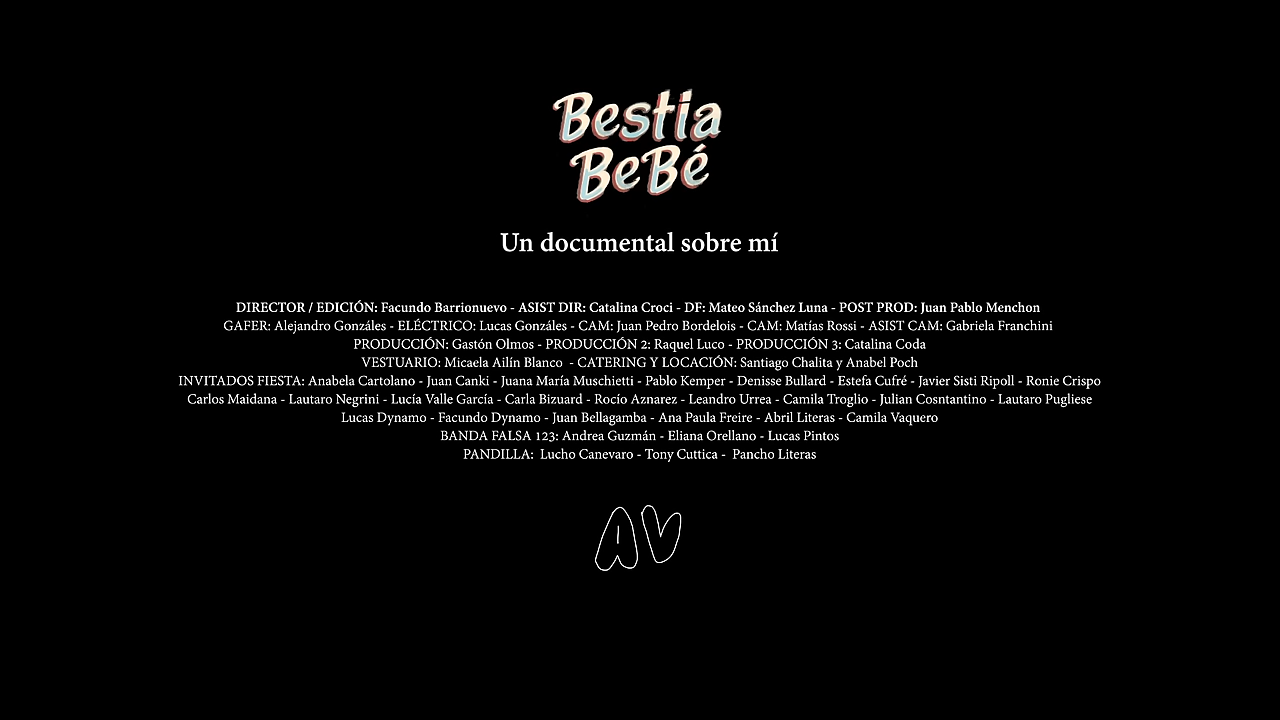 Bestia
BeBé
Un documental sobre mí
DIRECTOR / EDICIÓN: Facundo Barrionuevo - ASIST DIR: Catalina Croci - DF: Mateo Sánchez Luna - POST PROD: Juan Pablo Menchon
GAFER: Alejandro Gonzáles - ELÉCTRICO: Lucas Gonzáles - CAM: Juan Pedro Bordelois - CAM: Matías Rossi - ASIST CAM: Gabriela Franchini
PRODUCCIÓN: Gastón Olmos - PRODUCCIÓN 2: Raquel Luco - PRODUCCIÓN 3: Catalina Coda
VESTUARIO: Micaela Ailín Blanco - CATERING Y LOCACIÓN: Santiago Chalita y Anabel Poch
INVITADOS FIESTA: Anabela Cartolano - Juan Canki - Juana María Muschietti - Pablo Kemper - Denisse Bullard - Estefa Cufré - Javier Sisti Ripoll - Ronie Crispo
Carlos Maidana - Lautaro Negrini - Lucía Valle García - Carla Bizuard - Rocío Aznarez - Leandro Urrea - Camila Troglio - Julian Cosntantino - Lautaro Pugliese
Lucas Dynamo - Facundo Dynamo - Juan Bellagamba - Ana Paula Freire - Abril Literas - Camila Vaquero
BANDA FALSA 123: Andrea Guzmán - Eliana Orellano - Lucas Pintos
PANDILLA: Lucho Canevaro - Tony Cuttica - Pancho Literas
AV